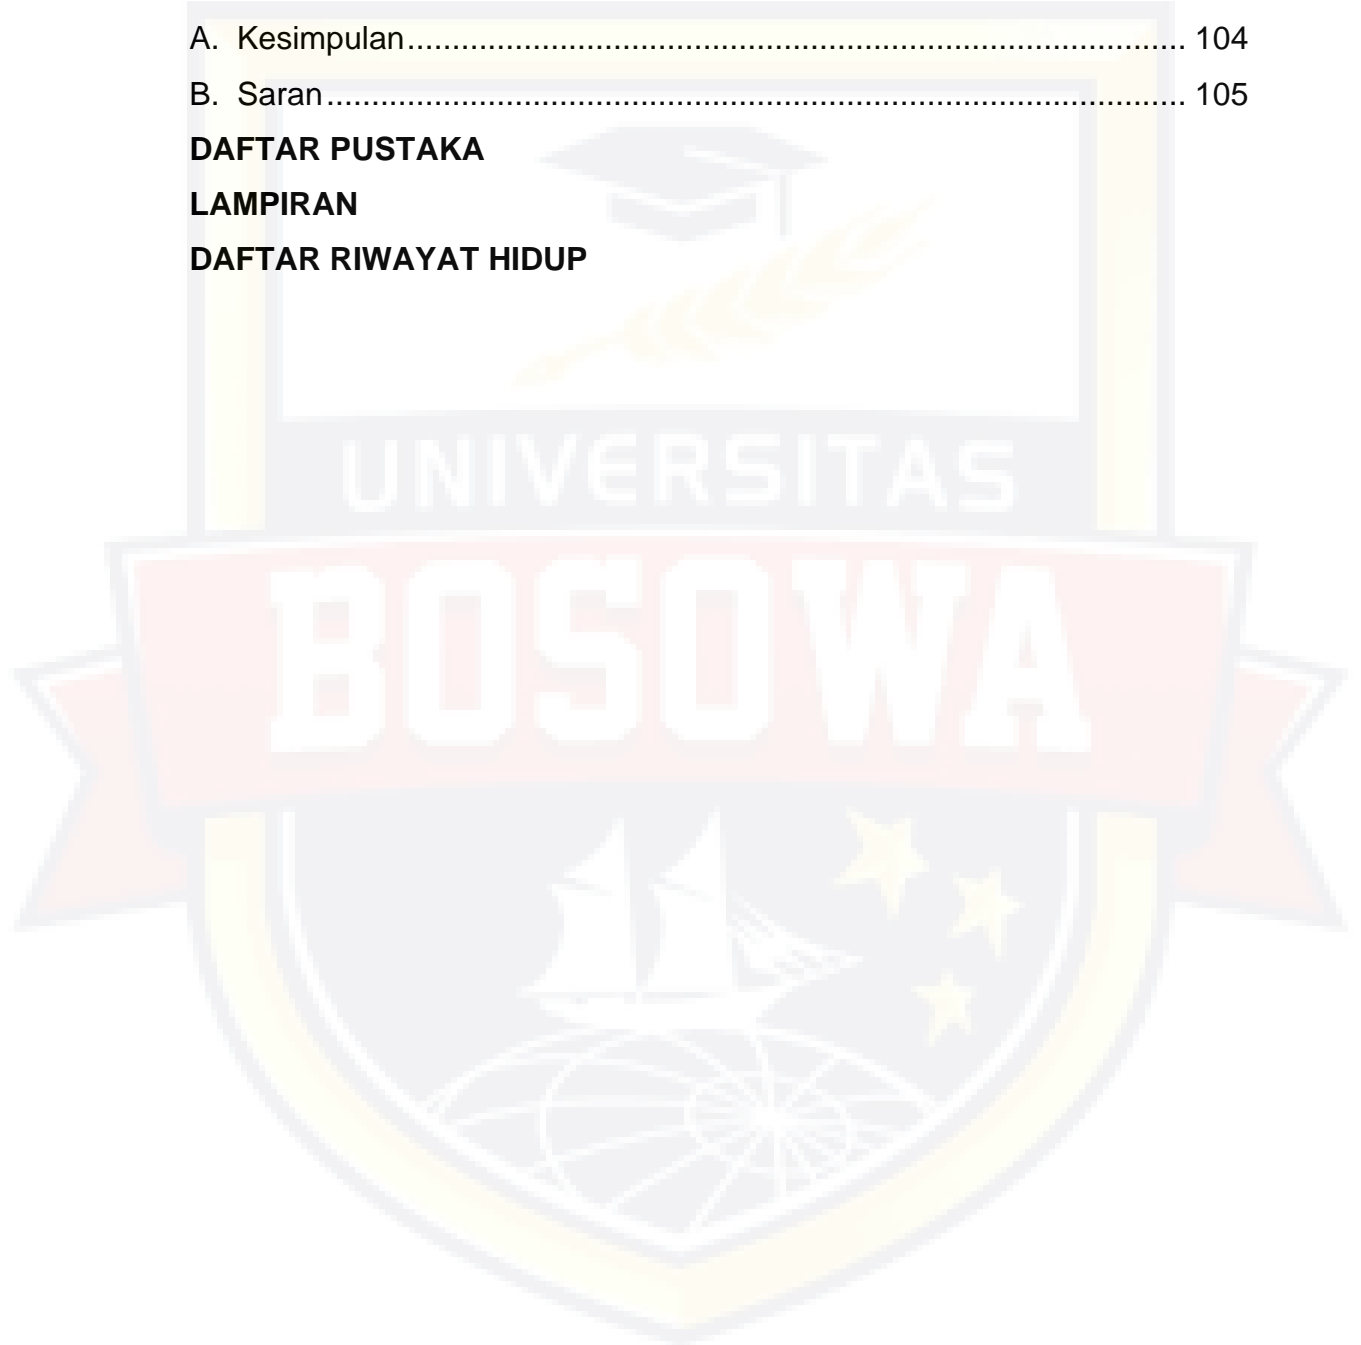 A. Kesimpulan....................................................................................... 104
B. Saran................................................................................................ 105
DAFTAR PUSTAKA
LAMPIRAN
DAFTAR RIWAYAT HIDUP
UNIVERSITAS
BOSOWA